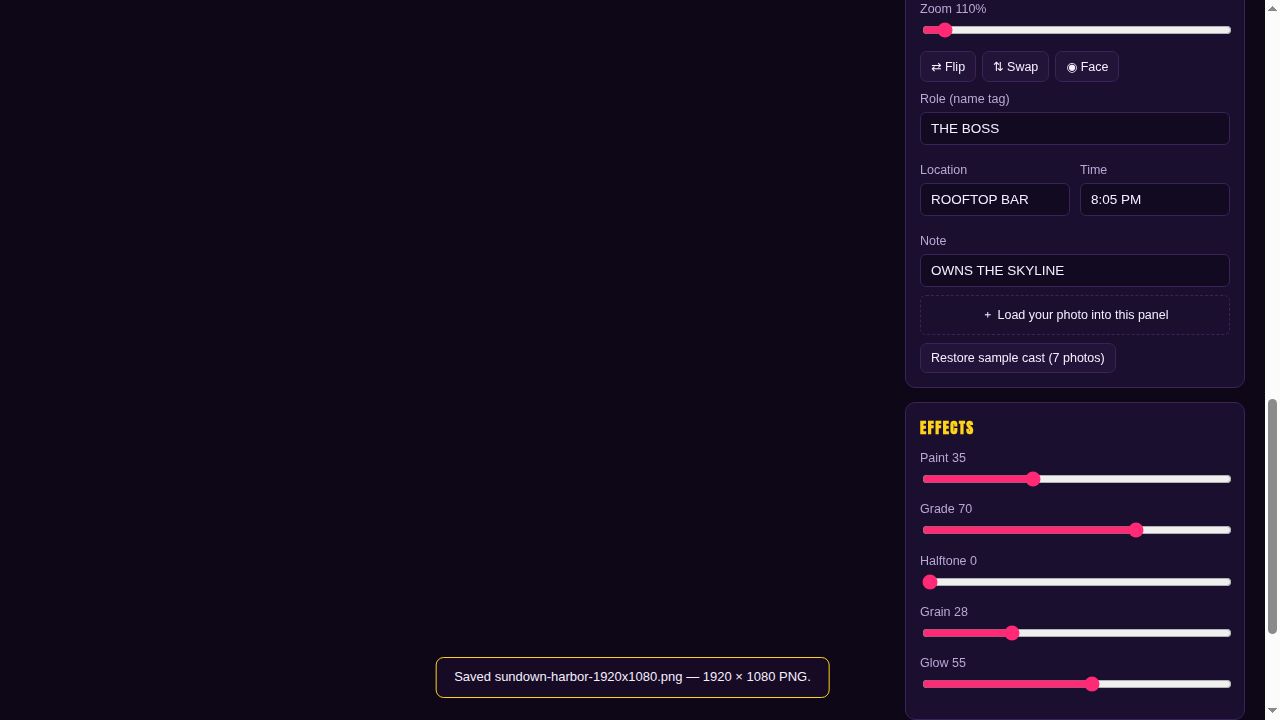 Zoom 110%
⇄ Flip
⇅ Swap
◉ Face
Role (name tag)
THE BOSS
Location
Time
ROOFTOP BAR
8:05 PM
Note
OWNS THE SKYLINE
+ Load your photo into this panel
Restore sample cast (7 photos)
EFFECTS
Paint 35
Grade 70
Halftone 0
Grain 28
Glow 55
Saved sundown-harbor-1920x1080.png — 1920 × 1080 PNG.